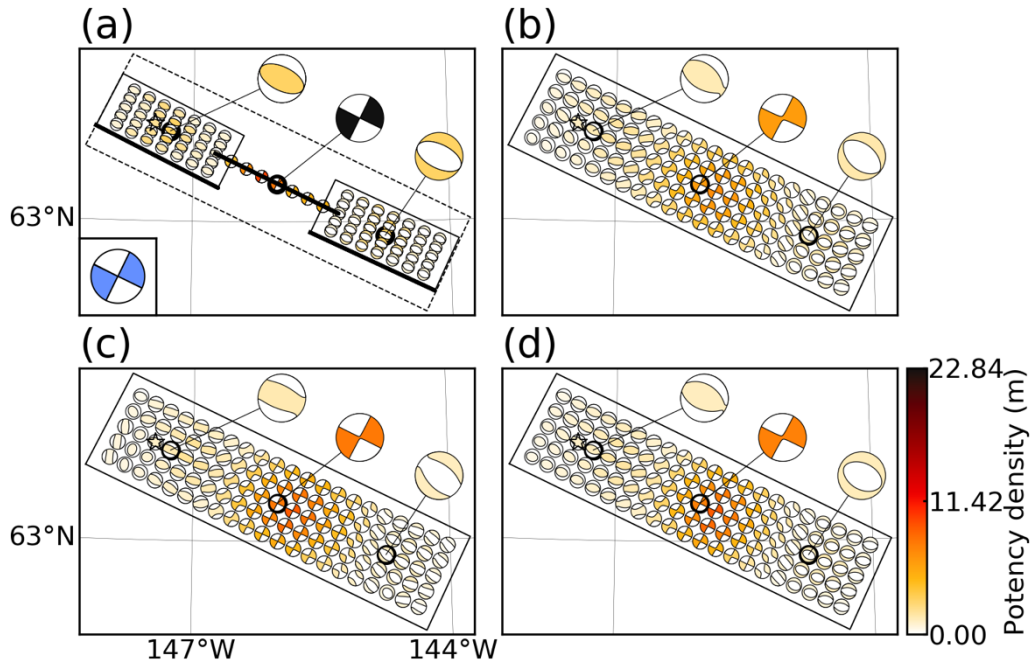 (a)
(b)
63°N
(c)
(d)
63°N
147°W
144°W
22.84
11.42
0.00
Potency density (m)